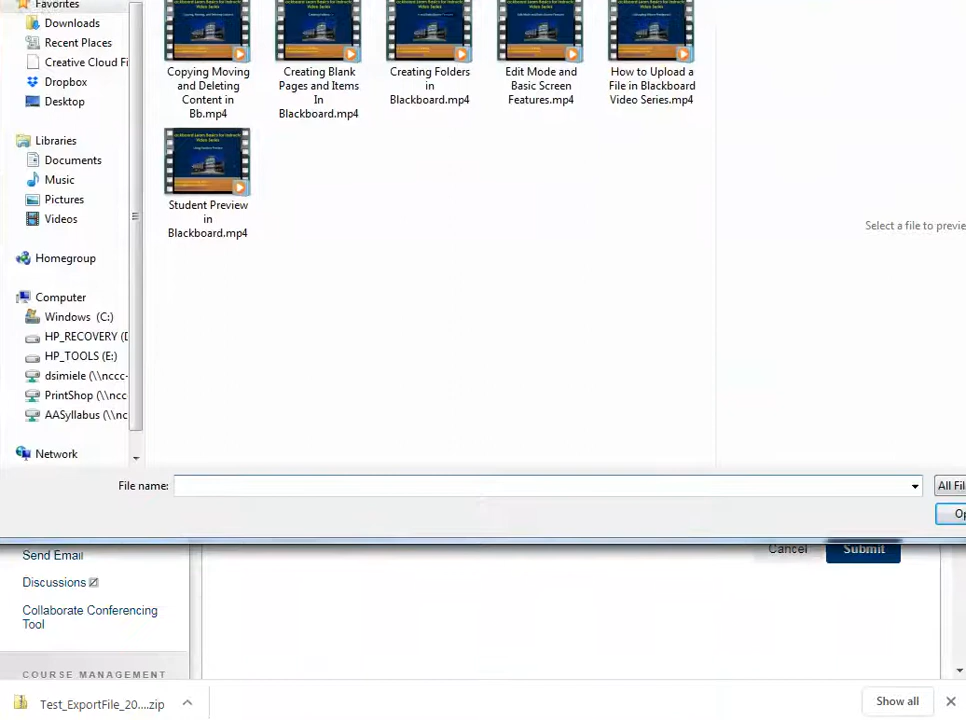 Favorites
Downloads
Recent Places
Creative Cloud Fi
Dropbox
Desktop
Libraries
Documents
Music
Pictures
Videos
Homegroup
Computer
Windows (C:)
HP_RECOVERY (D
HP_TOOLS (E:)
dsimiele (\\nccc-
PrintShop (\\ncc
AASyllabus (\\nc
Network
Copying Moving
and Deleting
Content in
Bb.mp4
Creating Blank
Pages and Items
In
Blackboard.mp4
Creating Folders
in
Blackboard.mp4
Edit Mode and
Basic Screen
Features.mp4
How to Upload a
File in Blackboard
Video Series.mp4
Student Preview
in
Blackboard.mp4
Select a file to previe
File name:
All Fil
Op
Send Email
Discussions
Collaborate Conferencing
Tool
COURSE MANAGEMENT
Cancel
Submit
Test_ExportFile_20....zip
Show all